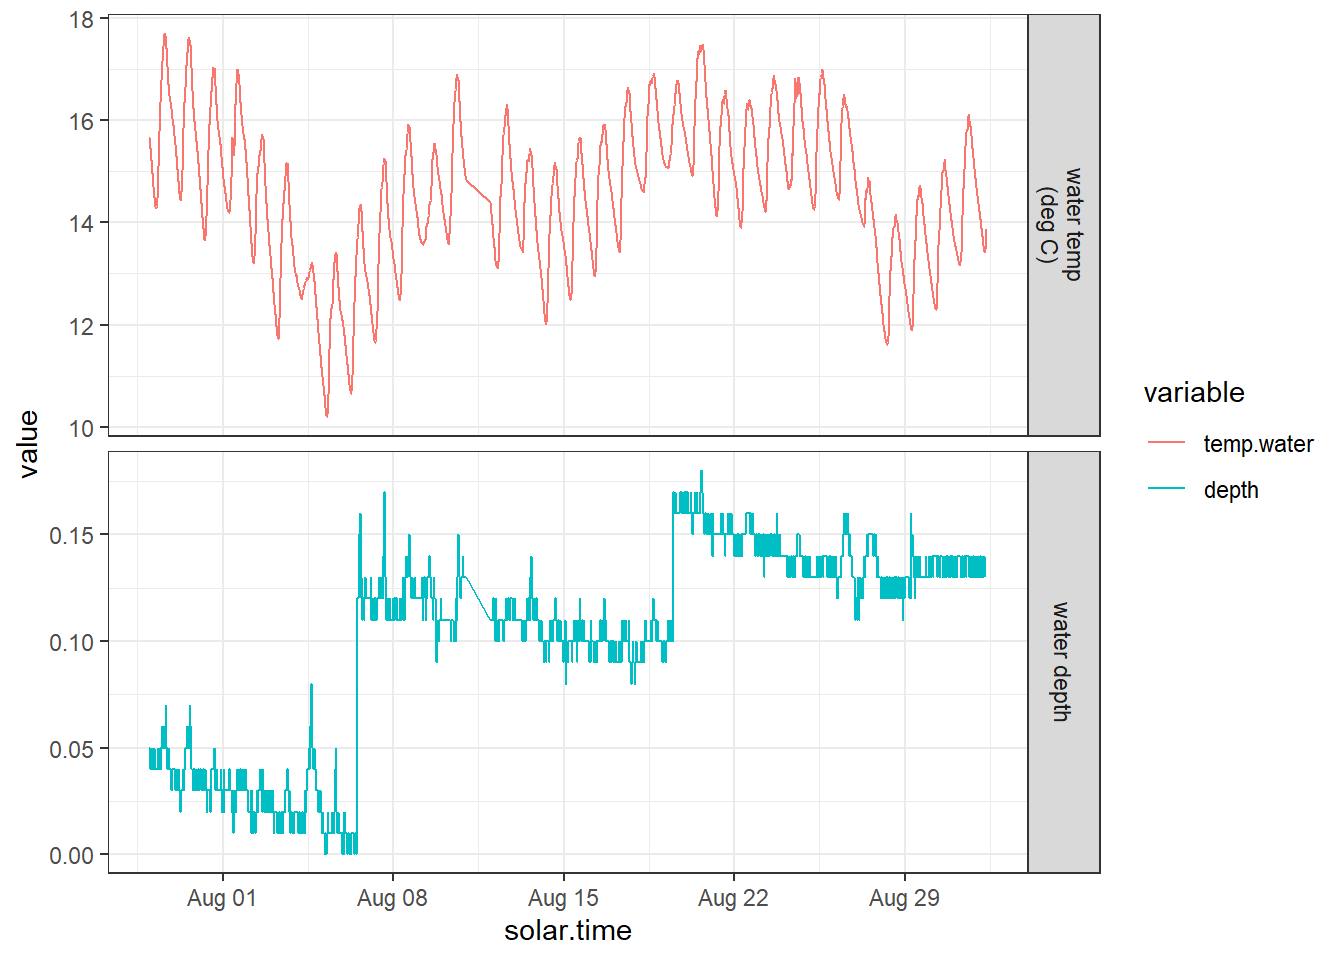 18
16
14
12
10
water temp
(deg C)
value
0.15
0.10
0.05
0.00
water depth
Aug 01
Aug 08
Aug 15
Aug 22
Aug 29
solar.time
variable
temp.water
depth